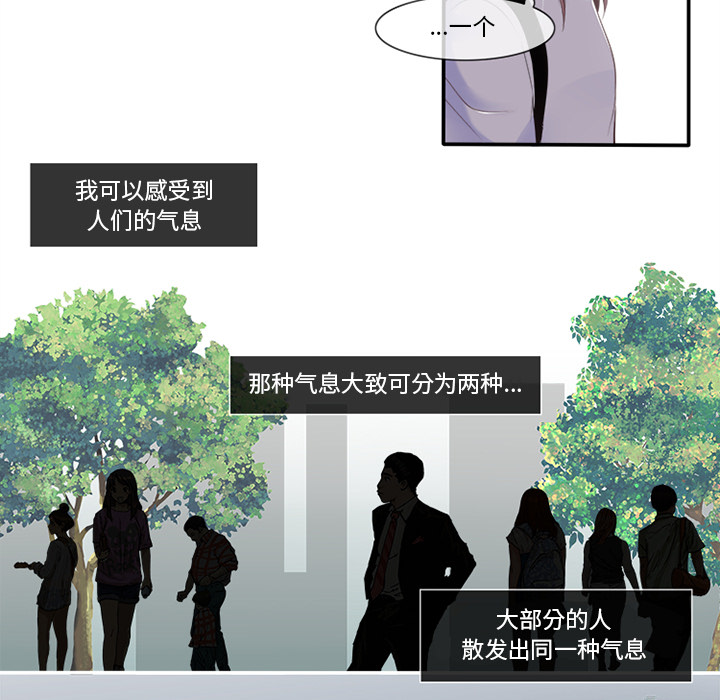 ...一个
我可以感受到
人们的气息
那种气息大致可分为两种...
大部分的人
散发出同一种气息